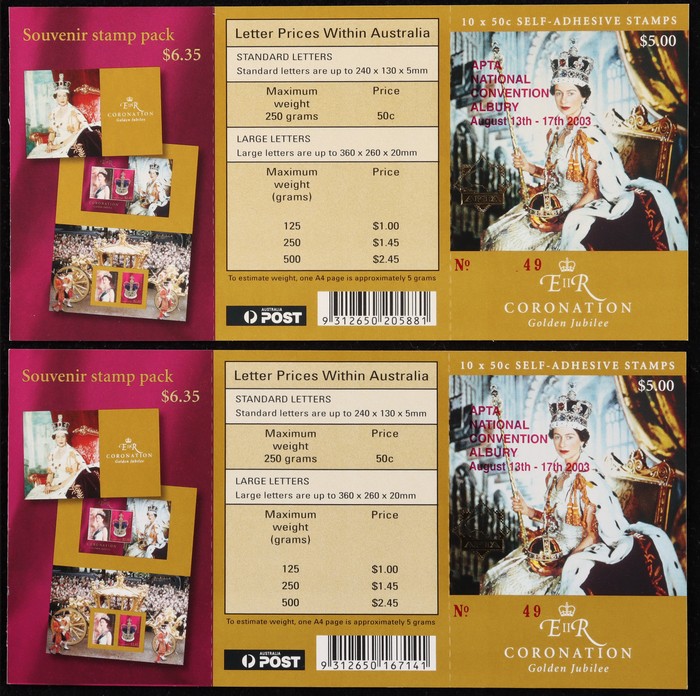 Souvenir stamp pack
$6.35
EIIR
CORONATION
Golden Jubilee
Letter Prices Within Australia
STANDARD LETTERS
Standard letters are up to 240 x 130 x 5mm
Maximum Price
weight
250 grams 50c
LARGE LETTERS
Large letters are up to 360 x 260 x 20mm
Maximum Price
weight
(grams)
125 $1.00
250 $1.45
500 $2.45
To estimate weight, one A4 page is approximately 5 grams
AUSTRALIA
POST
9 312650 205881
10 x 50c SELF-ADHESIVE STAMPS
$5.00
APTA
NATIONAL
CONVENTION
ALBURY
August 13th - 17th 2003
No 49
EIIR
CORONATION
Golden Jubilee
Souvenir stamp pack
$6.35
EIIR
CORONATION
Golden Jubilee
Letter Prices Within Australia
STANDARD LETTERS
Standard letters are up to 240 x 130 x 5mm
Maximum Price
weight
250 grams 50c
LARGE LETTERS
Large letters are up to 360 x 260 x 20mm
Maximum Price
weight
(grams)
125 $1.00
250 $1.45
500 $2.45
To estimate weight, one A4 page is approximately 5 grams
AUSTRALIA
POST
9 312650 167141
10 x 50c SELF-ADHESIVE STAMPS
$5.00
APTA
NATIONAL
CONVENTION
ALBURY
August 13th - 17th 2003
No 49
EIIR
CORONATION
Golden Jubilee